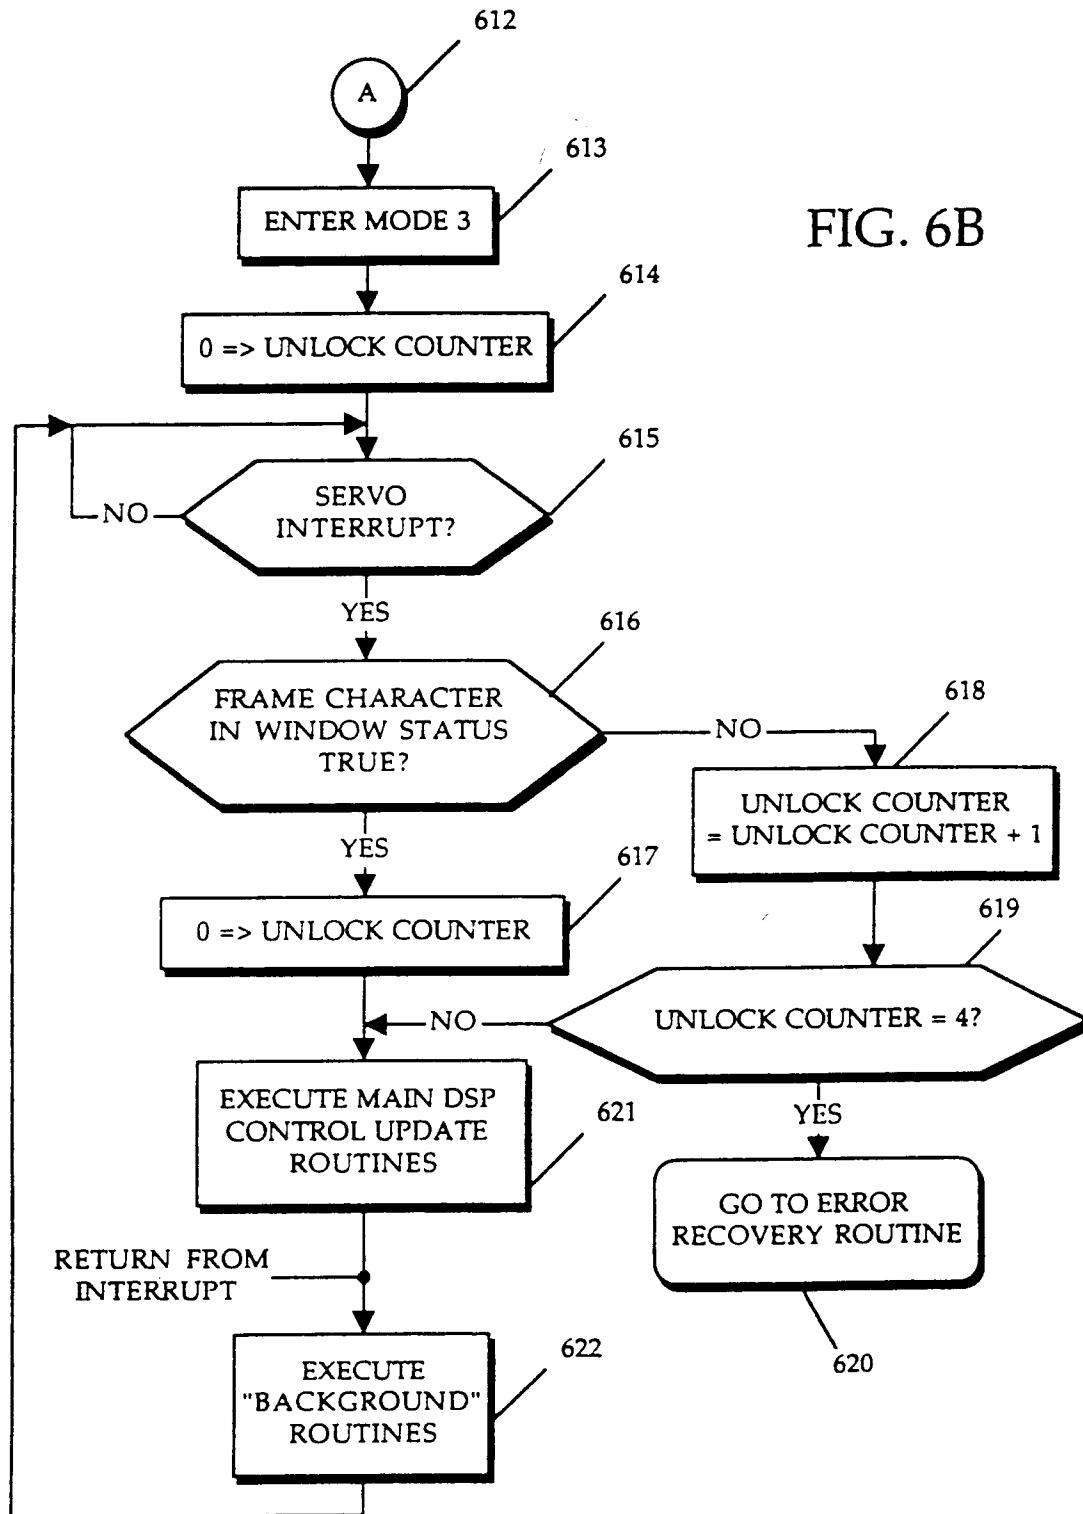 612
A
613
ENTER MODE 3
FIG. 6B
614
0 => UNLOCK COUNTER
615
SERVO
INTERRUPT?
NO
YES
616
FRAME CHARACTER
IN WINDOW STATUS
TRUE?
NO
618
UNLOCK COUNTER
= UNLOCK COUNTER + 1
YES
617
0 => UNLOCK COUNTER
619
UNLOCK COUNTER = 4?
NO
EXECUTE MAIN DSP
CONTROL UPDATE
ROUTINES
621
YES
GO TO ERROR
RECOVERY ROUTINE
620
RETURN FROM
INTERRUPT
622
EXECUTE
"BACKGROUND"
ROUTINES